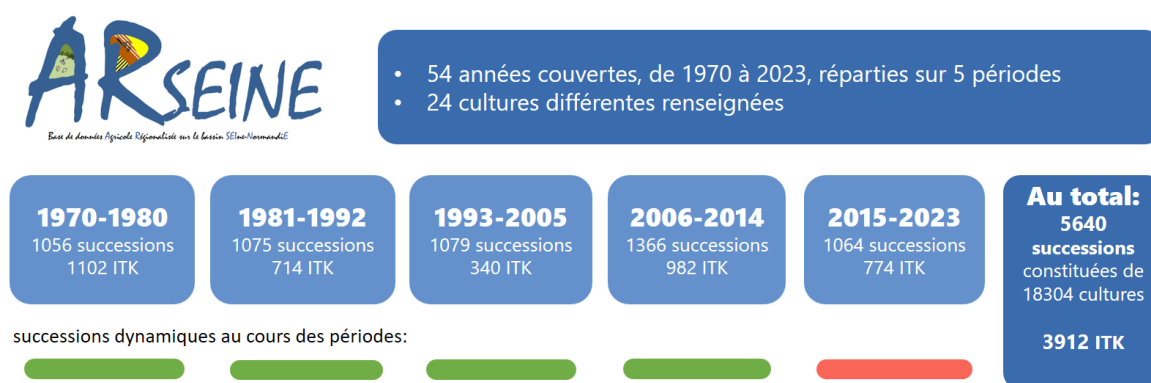 ARSEINE
Base de données Agricole Régionalisée sur le bassin SEIne-NormandiE
• 54 années couvertes, de 1970 à 2023, réparties sur 5 périodes
• 24 cultures différentes renseignées
1970-1980
1056 successions
1102 ITK
1981-1992
1075 successions
714 ITK
1993-2005
1079 successions
340 ITK
2006-2014
1366 successions
982 ITK
2015-2023
1064 successions
774 ITK
Au total:
5640
successions
constituées de
18304 cultures
3912 ITK
successions dynamiques au cours des périodes: